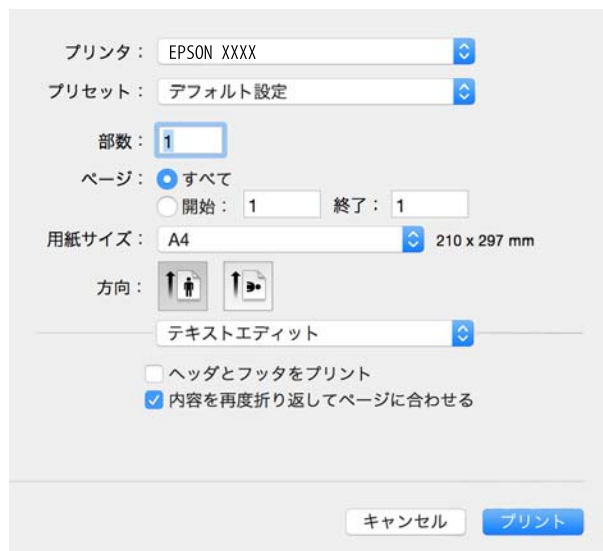 プリンタ： EPSON XXXX
プリセット： デフォルト設定
部数： 1
ページ： すべて
開始： 1 終了： 1
用紙サイズ： A4 210 x 297 mm
方向：
テキストエディット
ヘッダとフッタをプリント
内容を再度折り返してページに合わせる
キャンセル プリント